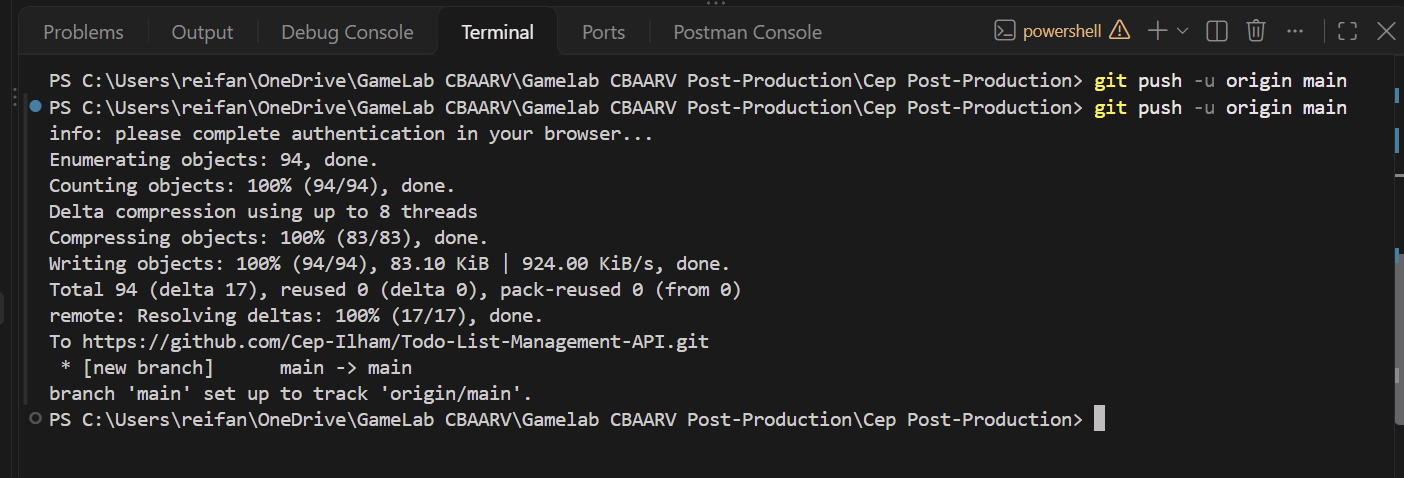 Problems Output Debug Console Terminal Ports Postman Console powershell
PS C:\Users\reifan\OneDrive\GameLab CBAARV\Gamelab CBAARV Post-Production\Cep Post-Production> git push -u origin main
PS C:\Users\reifan\OneDrive\GameLab CBAARV\Gamelab CBAARV Post-Production\Cep Post-Production> git push -u origin main
info: please complete authentication in your browser...
Enumerating objects: 94, done.
Counting objects: 100% (94/94), done.
Delta compression using up to 8 threads
Compressing objects: 100% (83/83), done.
Writing objects: 100% (94/94), 83.10 KiB | 924.00 KiB/s, done.
Total 94 (delta 17), reused 0 (delta 0), pack-reused 0 (from 0)
remote: Resolving deltas: 100% (17/17), done.
To https://github.com/Cep-Ilham/Todo-List-Management-API.git
 * [new branch]      main -> main
branch 'main' set up to track 'origin/main'.
PS C:\Users\reifan\OneDrive\GameLab CBAARV\Gamelab CBAARV Post-Production\Cep Post-Production>